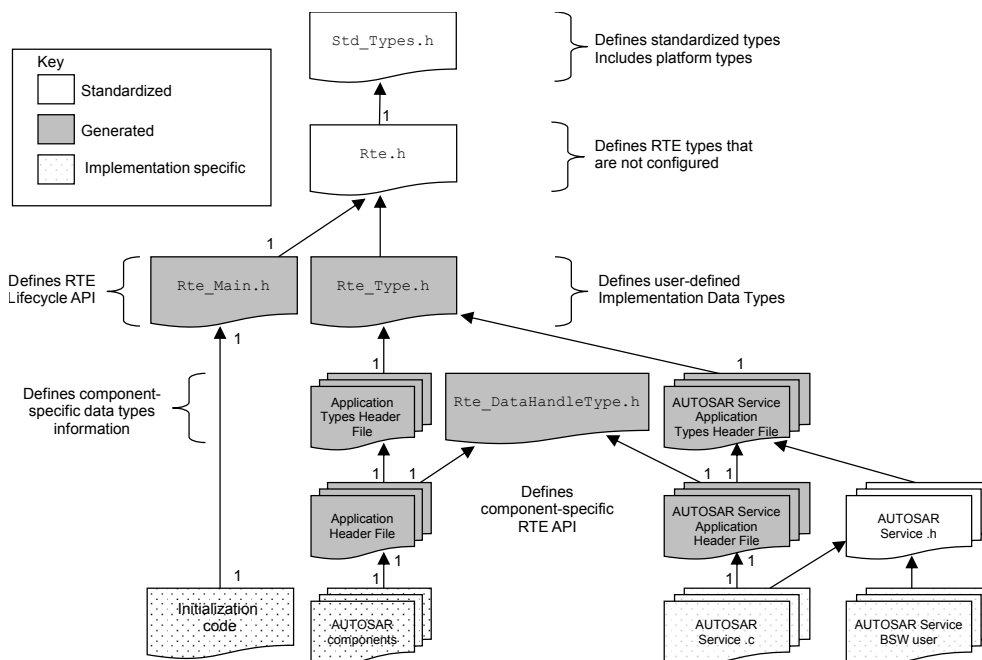 Std_Types.h
Defines standardized types
Includes platform types
Key
Standardized
Generated
Implementation specific
1
Rte.h
Defines RTE types that
are not configured
1
Defines RTE
Lifecycle API
Rte_Main.h
Rte_Type.h
Defines user-defined
Implementation Data Types
1
1
1
Defines component-
specific data types
information
Application
Types Header
File
Rte_DataHandleType.h
AUTOSAR Service
Application
Types Header File
1
1
1
1
Application
Header File
Defines
component-specific
RTE API
AUTOSAR Service
Application
Header File
AUTOSAR
Service .h
1
1
1
1
1
Initialization
code
AUTOSAR
components
AUTOSAR
Service .c
AUTOSAR Service
BSW user